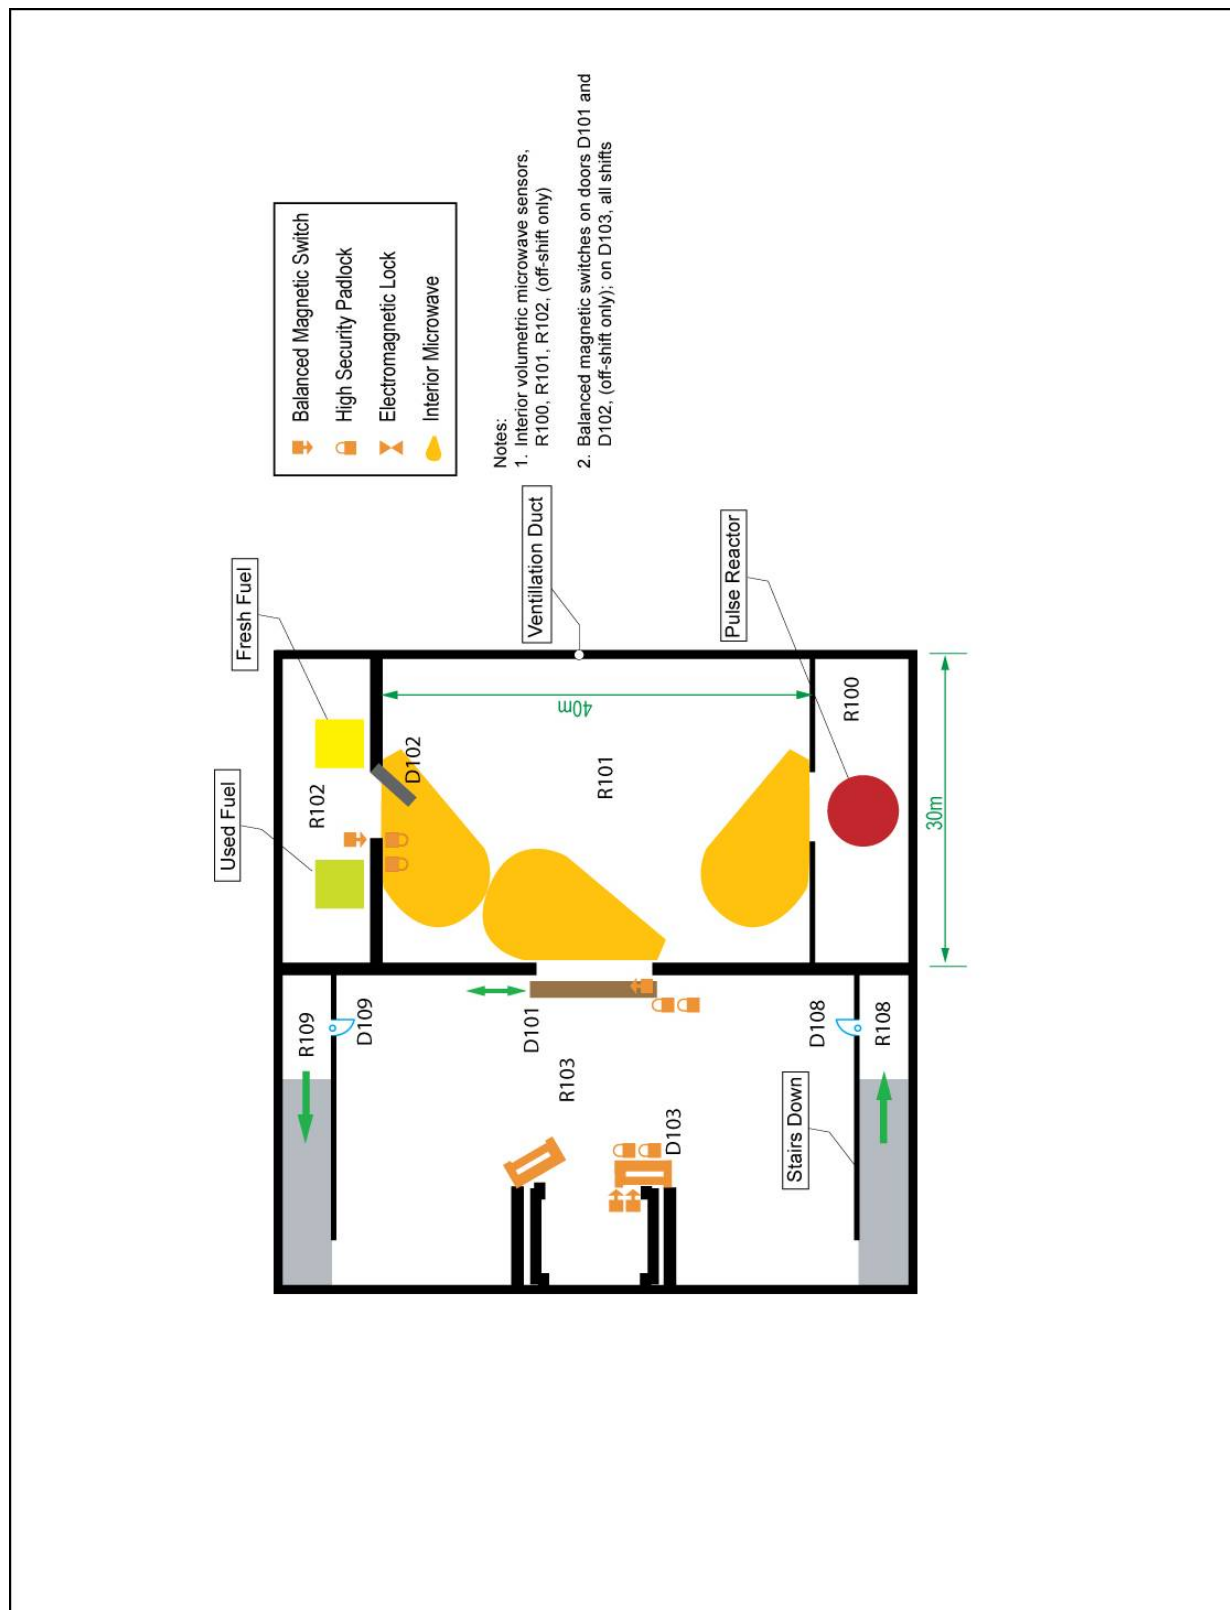 Balanced Magnetic Switch
High Security Padlock
Electromagnetic Lock
Interior Microwave
Notes:
1. Interior volumetric microwave sensors,
R100, R101, R102, (off-shift only)
2. Balanced magnetic switches on doors D101 and
D102, (off-shift only); on D103, all shifts
Used Fuel
Fresh Fuel
Ventillation Duct
Pulse Reactor
R109
D109
R102
D102
40m
R101
R100
D101
R103
D103
D108
R108
Stairs Down
30m